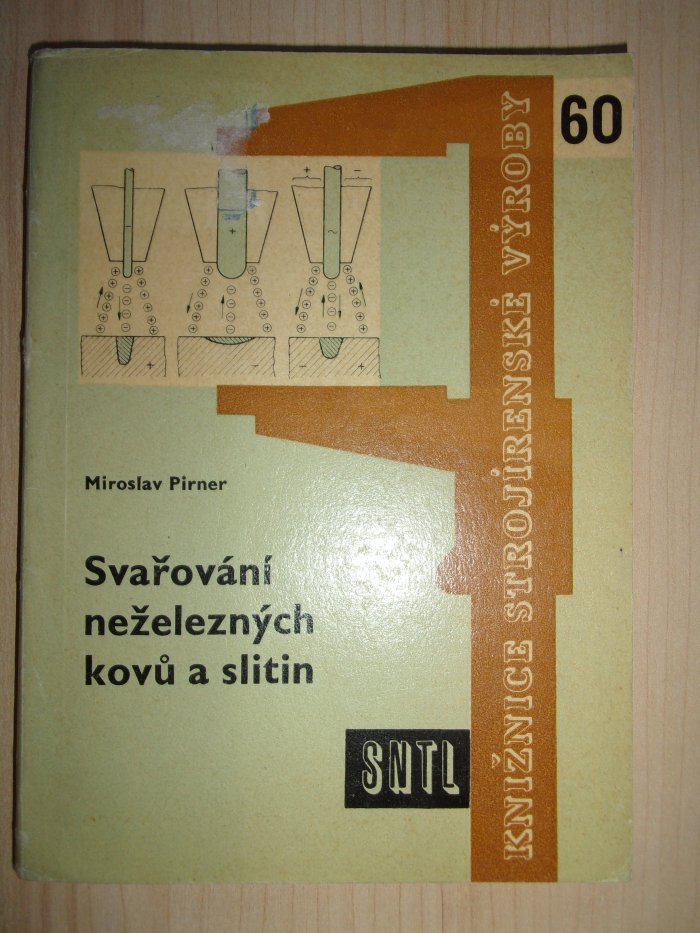 60
KNIŽNICE STROJÍRENSKÉ VÝROBY
Miroslav Pirner
Svařování
neželezných
kovů a slitin
SNTL